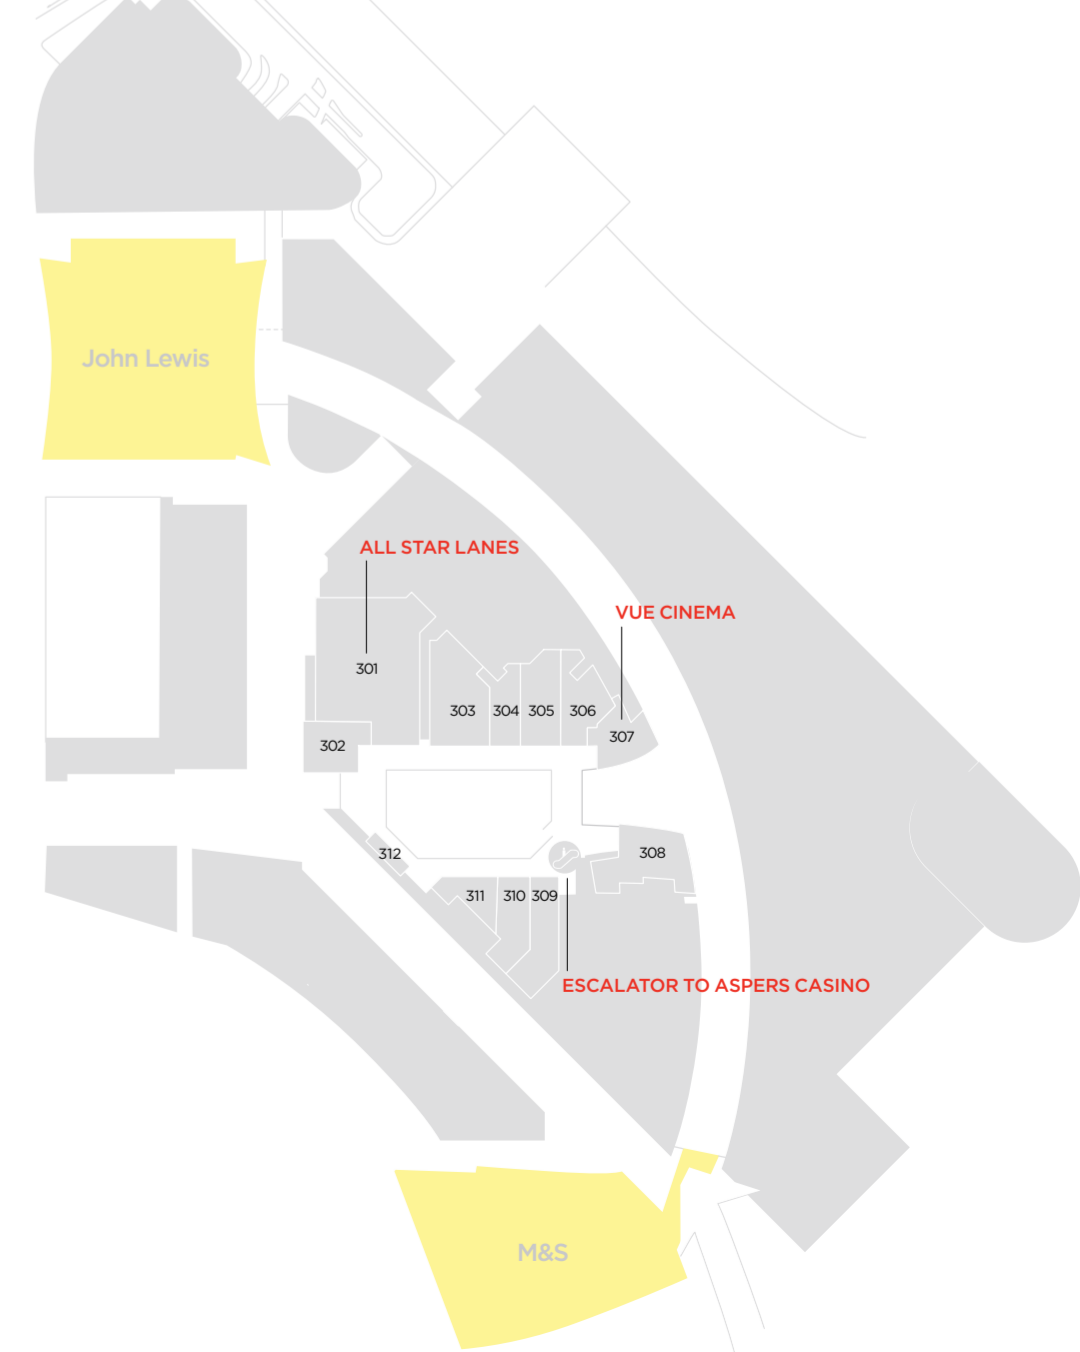 John Lewis
ALL STAR LANES
VUE CINEMA
301
303
304
305
306
307
302
312
308
311
310
309
ESCALATOR TO ASPERS CASINO
M&S